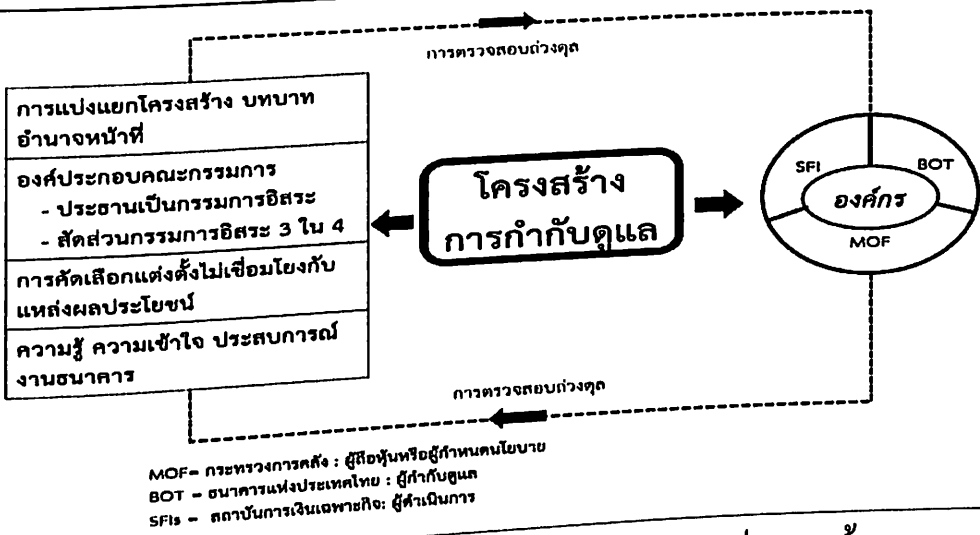 การตรวจสอบถ่วงดุล
การแบ่งแยกโครงสร้าง บทบาท
อำนาจหน้าที่
องค์ประกอบคณะกรรมการ
- ประธานเป็นกรรมการอิสระ
- สัดส่วนกรรมการอิสระ 3 ใน 4
การคัดเลือกแต่งตั้งไม่เชื่อมโยงกับ
แหล่งผลประโยชน์
ความรู้ ความเข้าใจ ประสบการณ์
งานธนาคาร
โครงสร้าง
การกำกับดูแล
SFI
BOT
องค์กร
MOF
การตรวจสอบถ่วงดุล
MOF= กระทรวงการคลัง : ผู้ถือหุ้นหรือผู้กำหนดนโยบาย
BOT = ธนาคารแห่งประเทศไทย : ผู้กำกับดูแล
SFIs = สถาบันการเงินเฉพาะกิจ: ผู้ดำเนินการ